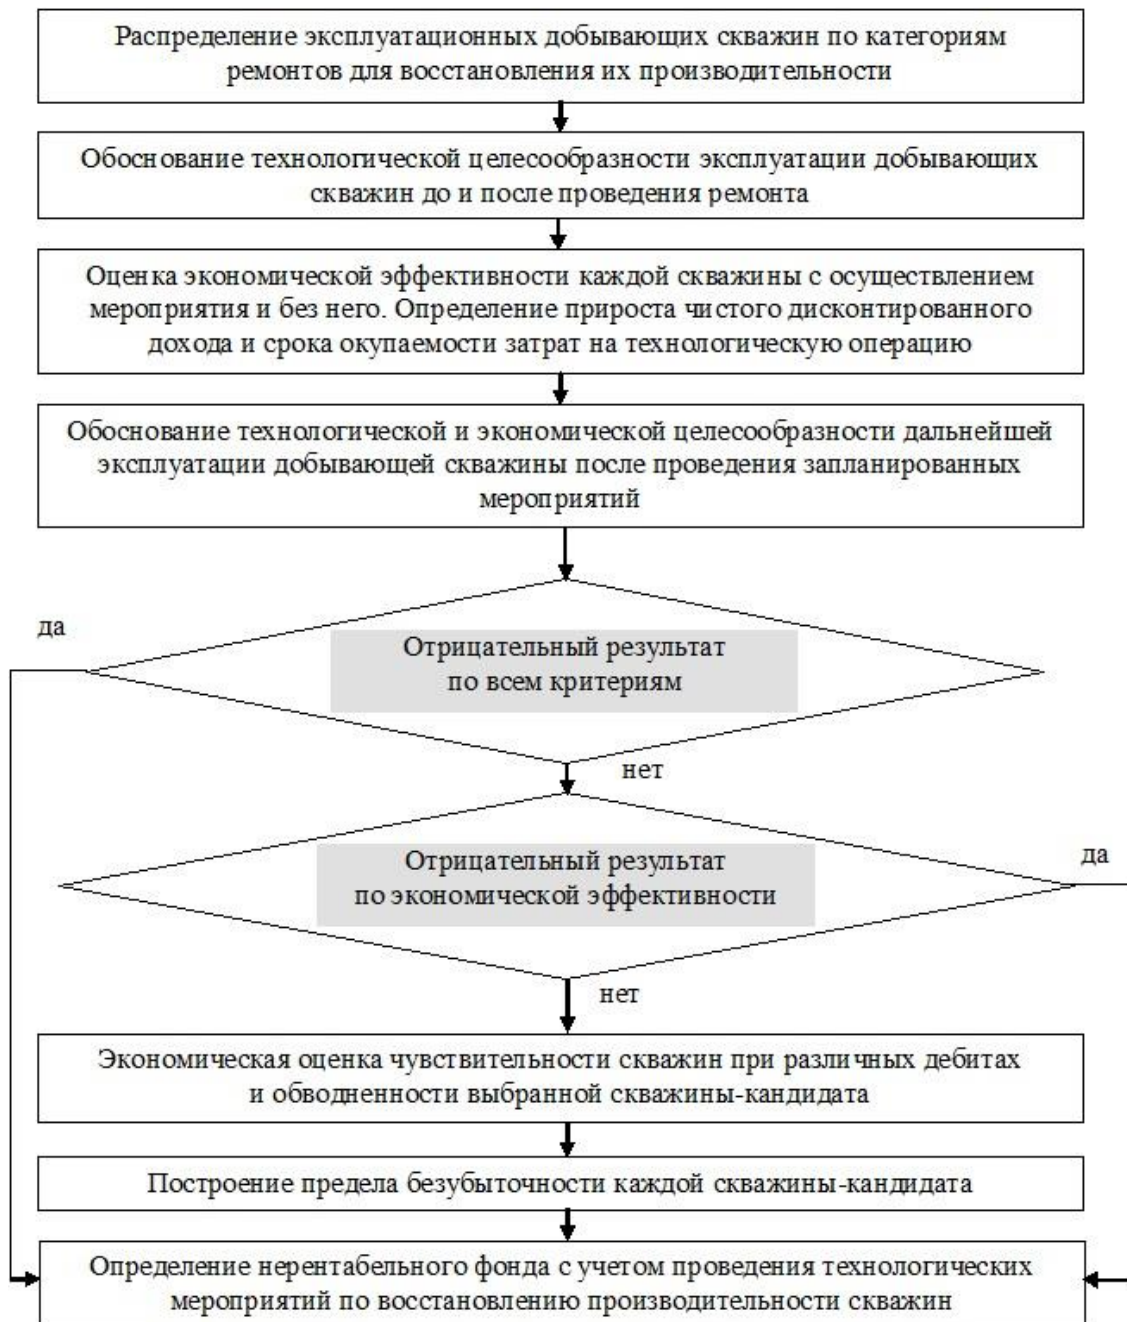 Распределение эксплуатационных добывающих скважин по категориям
ремонтов для восстановления их производительности
Обоснование технологической целесообразности эксплуатации добывающих
скважин до и после проведения ремонта
Оценка экономической эффективности каждой скважины с осуществлением
мероприятия и без него. Определение прироста чистого дисконтированного
дохода и срока окупаемости затрат на технологическую операцию
Обоснование технологической и экономической целесообразности дальнейшей
эксплуатации добывающей скважины после проведения запланированных
мероприятий
да
Отрицательный результат
по всем критериям
нет
Отрицательный результат
по экономической эффективности
да
нет
Экономическая оценка чувствительности скважин при различных дебитах
и обводненности выбранной скважины-кандидата
Построение предела безубыточности каждой скважины-кандидата
Определение нерентабельного фонда с учетом проведения технологических
мероприятий по восстановлению производительности скважин